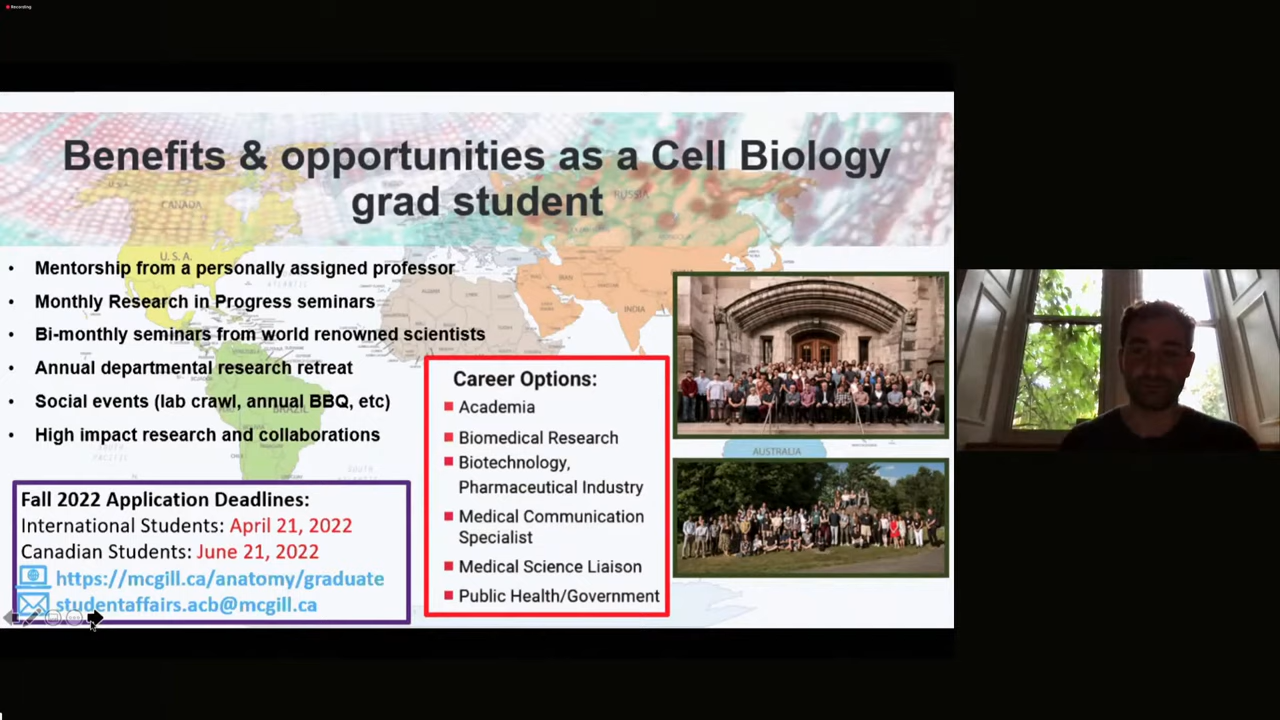 Recording
Benefits & opportunities as a Cell Biology
grad student
CANADA
RUSSIA
U.S.A.
• Mentorship from a personally assigned professor
• Monthly Research in Progress seminars
• Bi-monthly seminars from world renowned scientists
• Annual departmental research retreat
• Social events (lab crawl, annual BBQ, etc)
• High impact research and collaborations
IRAN
INDIA
BRAZIL
AUSTRALIA
Career Options:
Academia
Biomedical Research
Biotechnology,
Pharmaceutical Industry
Medical Communication
Specialist
Medical Science Liaison
Public Health/Government
Fall 2022 Application Deadlines:
International Students: April 21, 2022
Canadian Students: June 21, 2022
https://mcgill.ca/anatomy/graduate
studentaffairs.acb@mcgill.ca